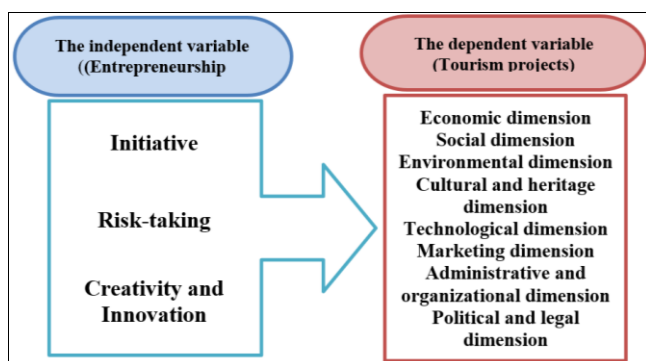 The independent variable
((Entrepreneurship
Initiative
Risk-taking
Creativity and
Innovation
The dependent variable
(Tourism projects)
Economic dimension
Social dimension
Environmental dimension
Cultural and heritage
dimension
Technological dimension
Marketing dimension
Administrative and
organizational dimension
Political and legal
dimension